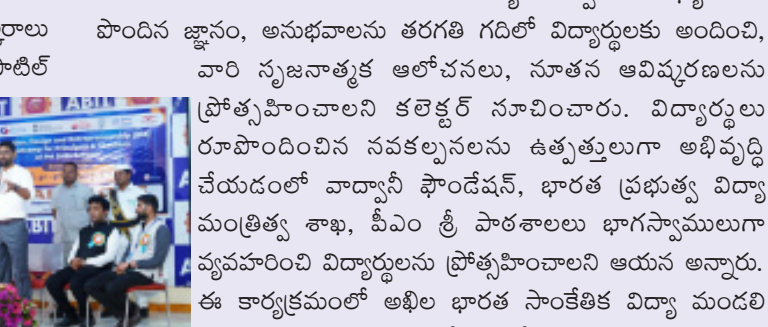 రాలు
పాటిల్
పొందిన జ్ఞానం, అనుభవాలను తరగతి గదిలో విద్యార్థులకు అందించి,
వారి సృజనాత్మక ఆలోచనలు, నూతన ఆవిష్కరణలను
ప్రోత్సహించాలని కలెక్టర్ సూచించారు. విద్యార్థులు
రూపొందించిన నవకల్పనలను ఉత్పత్తులుగా అభివృద్ధి
చేయడంలో వాద్వానీ ఫౌండేషన్, భారత ప్రభుత్వ విద్యా
మంత్రిత్వ శాఖ, పీఎం శ్రీ పాఠశాలలు భాగస్వాములుగా
వ్యవహరించి విద్యార్థులను ప్రోత్సహించాలని ఆయన అన్నారు.
ఈ కార్యక్రమంలో అఖిల భారత సాంకేతిక విద్యా మండలి
ABIT